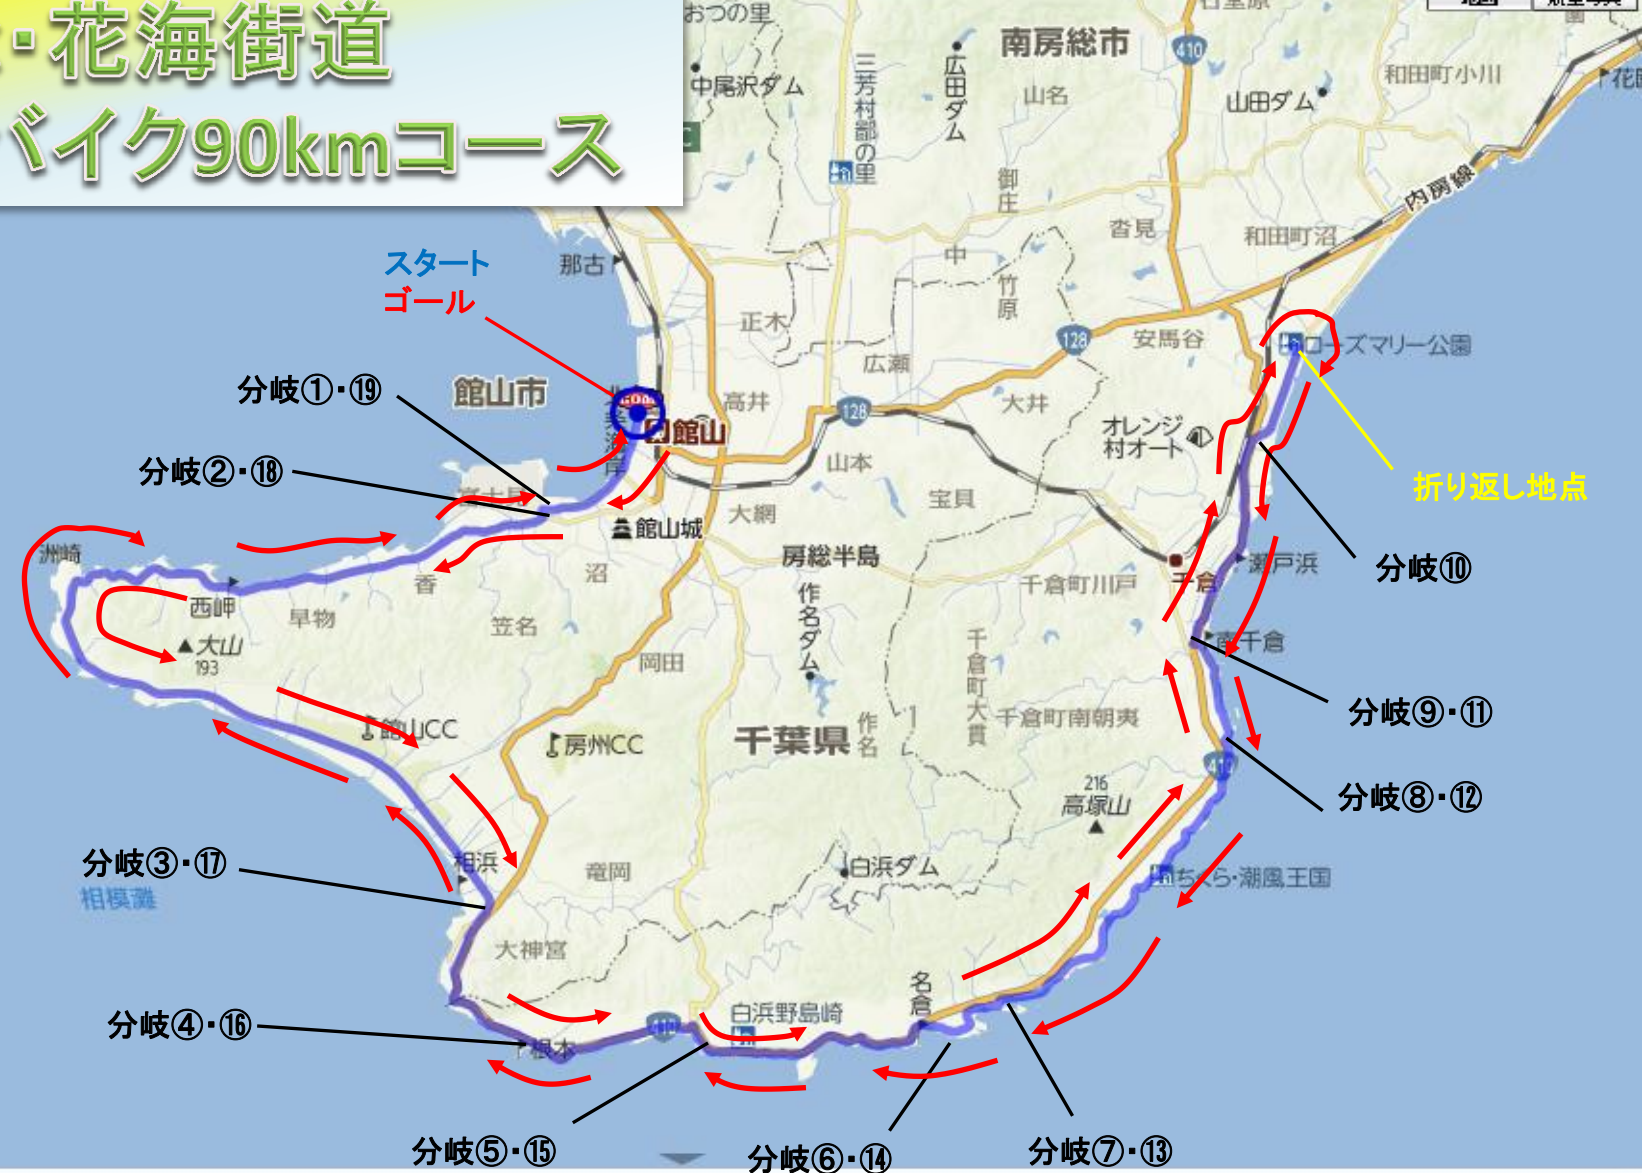 ・花海街道
バイク90kmコース
おつの里
中尾沢ダム
三芳村鄙の里
広田ダム
南房総市
410
石堂原
山名
山田ダム
和田町小川
御庄
沓見
和田町沼
内房線
中
竹原
スタート
ゴール
那古
正木
広瀬
128
安馬谷
ローズマリー公園
館山市
分岐①・⑲
高井
128
大井
オレンジ
村オート
館山
分岐②・⑱
山本
宝貝
折り返し地点
大網
館山城
房総半島
洲崎
香
沼
作名ダム
千倉町川戸
千倉
瀬戸浜
分岐⑩
西岬
早物
笠名
大山
193
岡田
千倉町大貫
南千倉
館山CC
房州CC
千葉県
作名
千倉町南朝夷
分岐⑨・⑪
216
高塚山
分岐⑧・⑫
相浜
分岐③・⑰
相模灘
竜岡
白浜ダム
ちくら・潮風王国
大神宮
名倉
白浜野島崎
分岐④・⑯
根本
分岐⑤・⑮
分岐⑥・⑭
分岐⑦・⑬